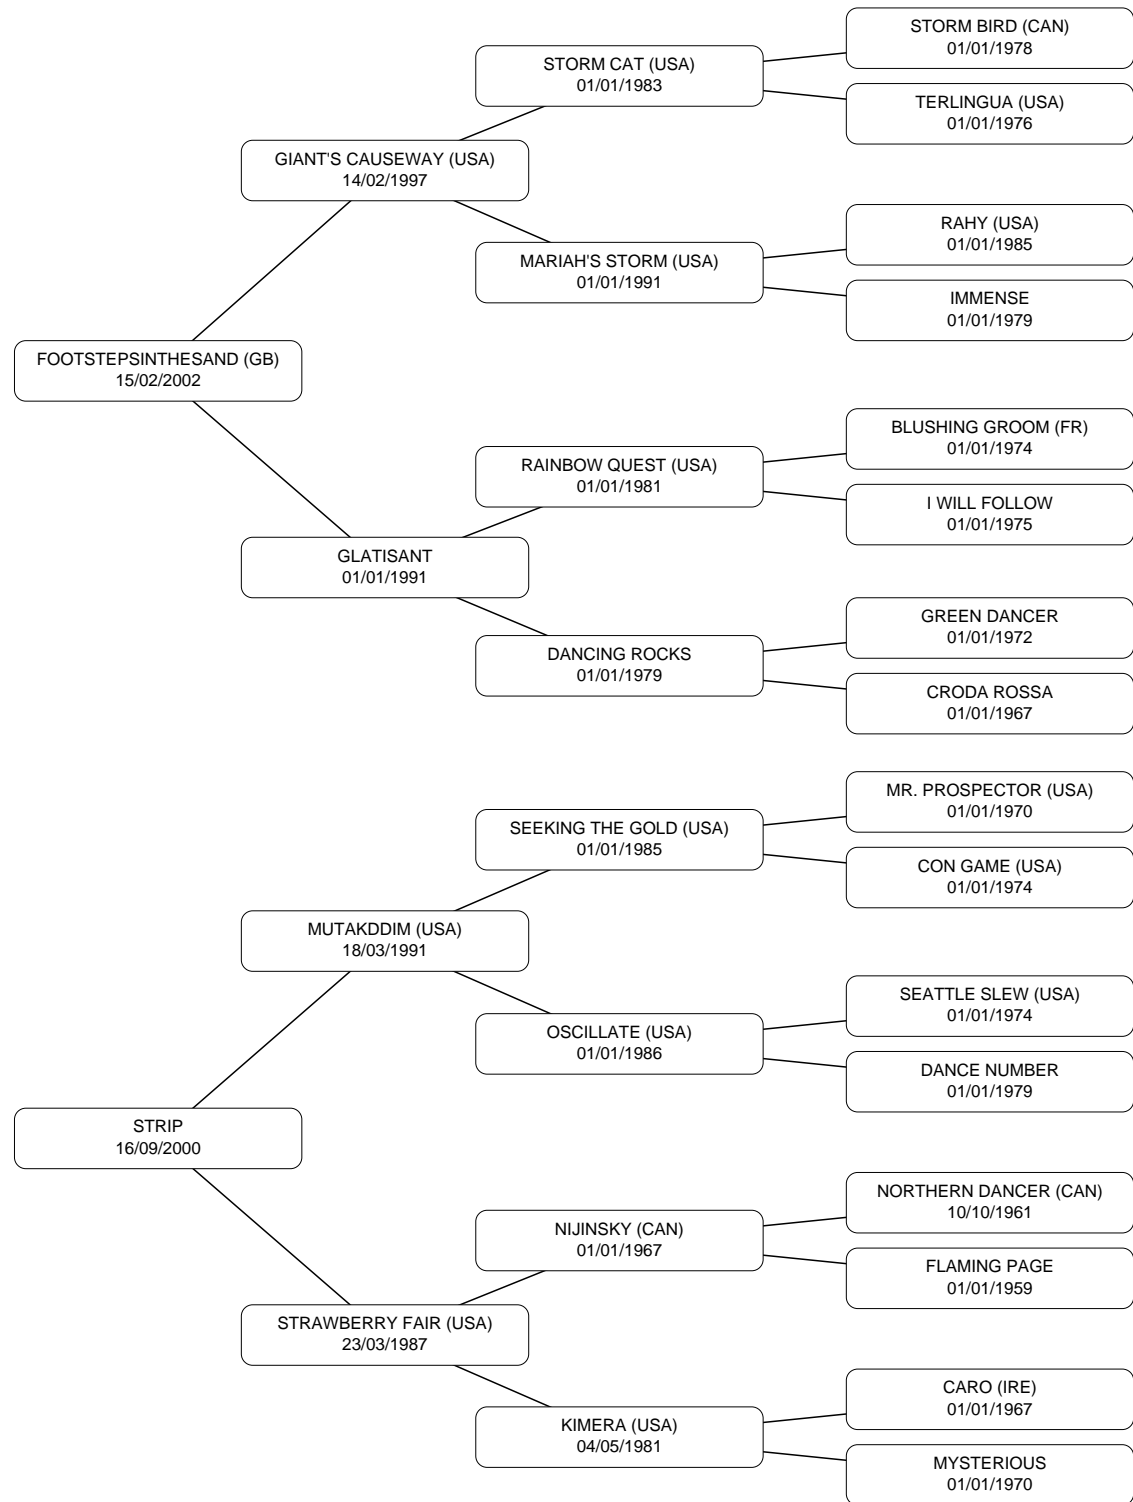 STORM BIRD (CAN)
01/01/1978
STORM CAT (USA)
01/01/1983
TERLINGUA (USA)
01/01/1976
GIANT'S CAUSEWAY (USA)
14/02/1997
RAHY (USA)
01/01/1985
MARIAH'S STORM (USA)
01/01/1991
IMMENSE
01/01/1979
FOOTSTEPSINTHESAND (GB)
15/02/2002
BLUSHING GROOM (FR)
01/01/1974
RAINBOW QUEST (USA)
01/01/1981
I WILL FOLLOW
01/01/1975
GLATISANT
01/01/1991
GREEN DANCER
01/01/1972
DANCING ROCKS
01/01/1979
CRODA ROSSA
01/01/1967
MR. PROSPECTOR (USA)
01/01/1970
SEEKING THE GOLD (USA)
01/01/1985
CON GAME (USA)
01/01/1974
MUTAKDDIM (USA)
18/03/1991
SEATTLE SLEW (USA)
01/01/1974
OSCILLATE (USA)
01/01/1986
DANCE NUMBER
01/01/1979
STRIP
16/09/2000
NORTHERN DANCER (CAN)
10/10/1961
NIJINSKY (CAN)
01/01/1967
FLAMING PAGE
01/01/1959
STRAWBERRY FAIR (USA)
23/03/1987
CARO (IRE)
01/01/1967
KIMERA (USA)
04/05/1981
MYSTERIOUS
01/01/1970